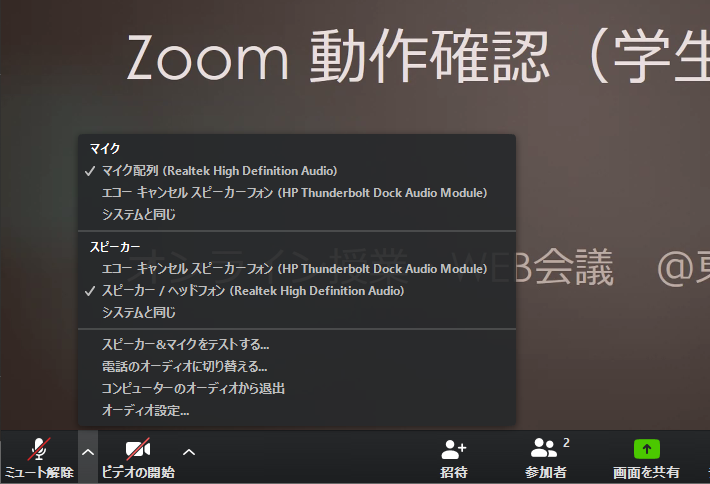 Zoom 動作確認（学生
マイク
マイク配列 (Realtek High Definition Audio)
エコー キャンセル スピーカーフォン (HP Thunderbolt Dock Audio Module)
システムと同じ
スピーカー
オンライン授業 WEB会議 @東
エコー キャンセル スピーカーフォン (HP Thunderbolt Dock Audio Module)
スピーカー / ヘッドフォン (Realtek High Definition Audio)
システムと同じ
スピーカー&マイクをテストする...
電話のオーディオに切り替える...
コンピューターのオーディオから退出
オーディオ設定...
ミュート解除 ビデオの開始 招待 参加者 2 画面を共有